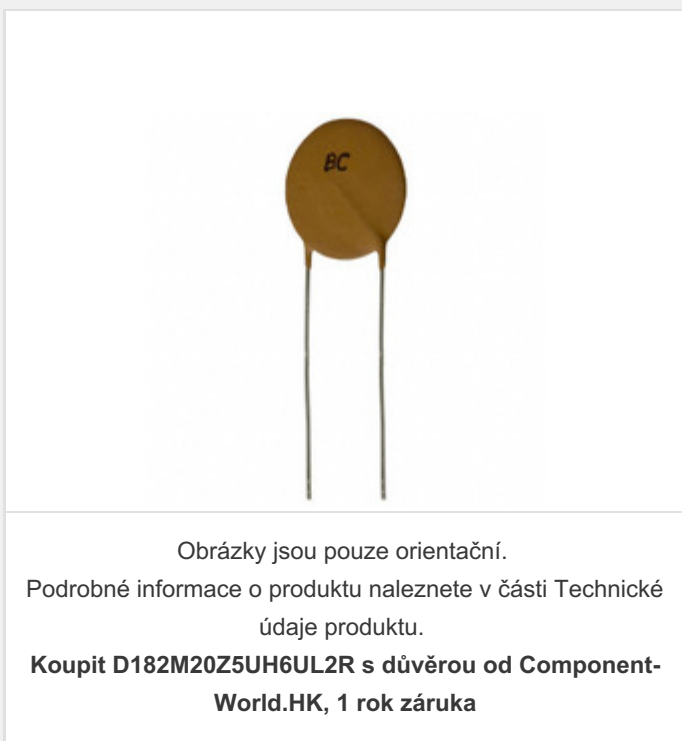 BC
Obrázky jsou pouze orientační.
Podrobné informace o produktu naleznete v části Technické
údaje produktu.
Koupit D182M20Z5UH6UL2R s důvěrou od Component-
World.HK, 1 rok záruka